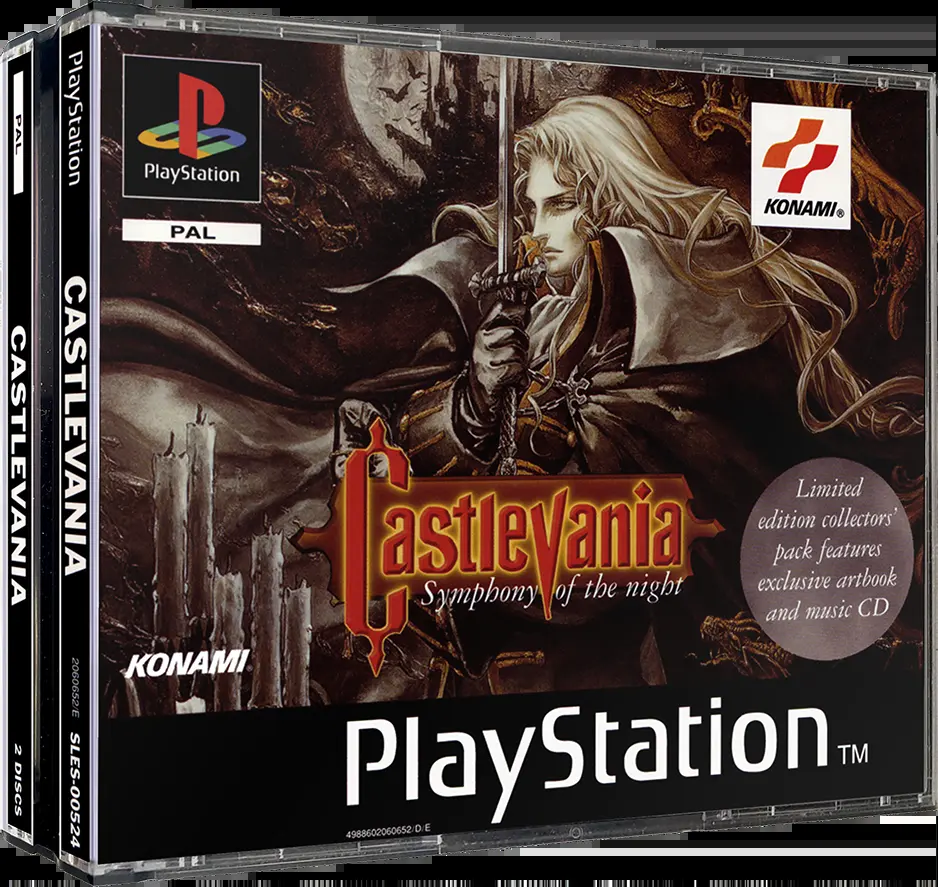 PAL
CASTLEVANIA
2 DISCS
PlayStation
CASTLEVANIA
2060652/E
SLES-00524
PlayStation
PAL
KONAMI®
Castlevania
Symphony of the night
Limited
edition collectors'
pack features
exclusive artbook
and music CD
KONAMI
PlayStation TM
4988602060652/D/E